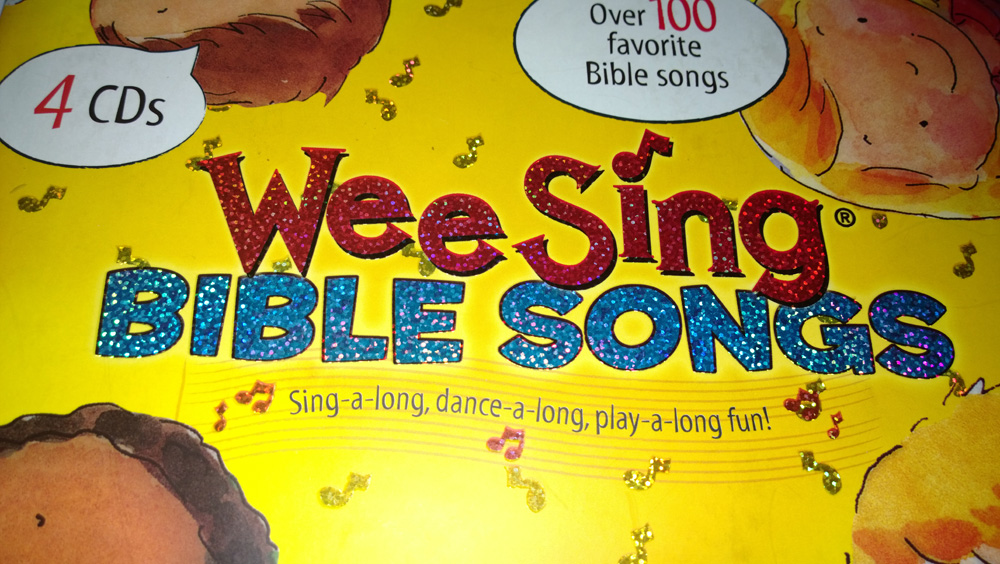 4 CDs
Over 100
favorite
Bible songs
Wee Sing®
BIBLE SONGS
Sing-a-long, dance-a-long, play-a-long fun!